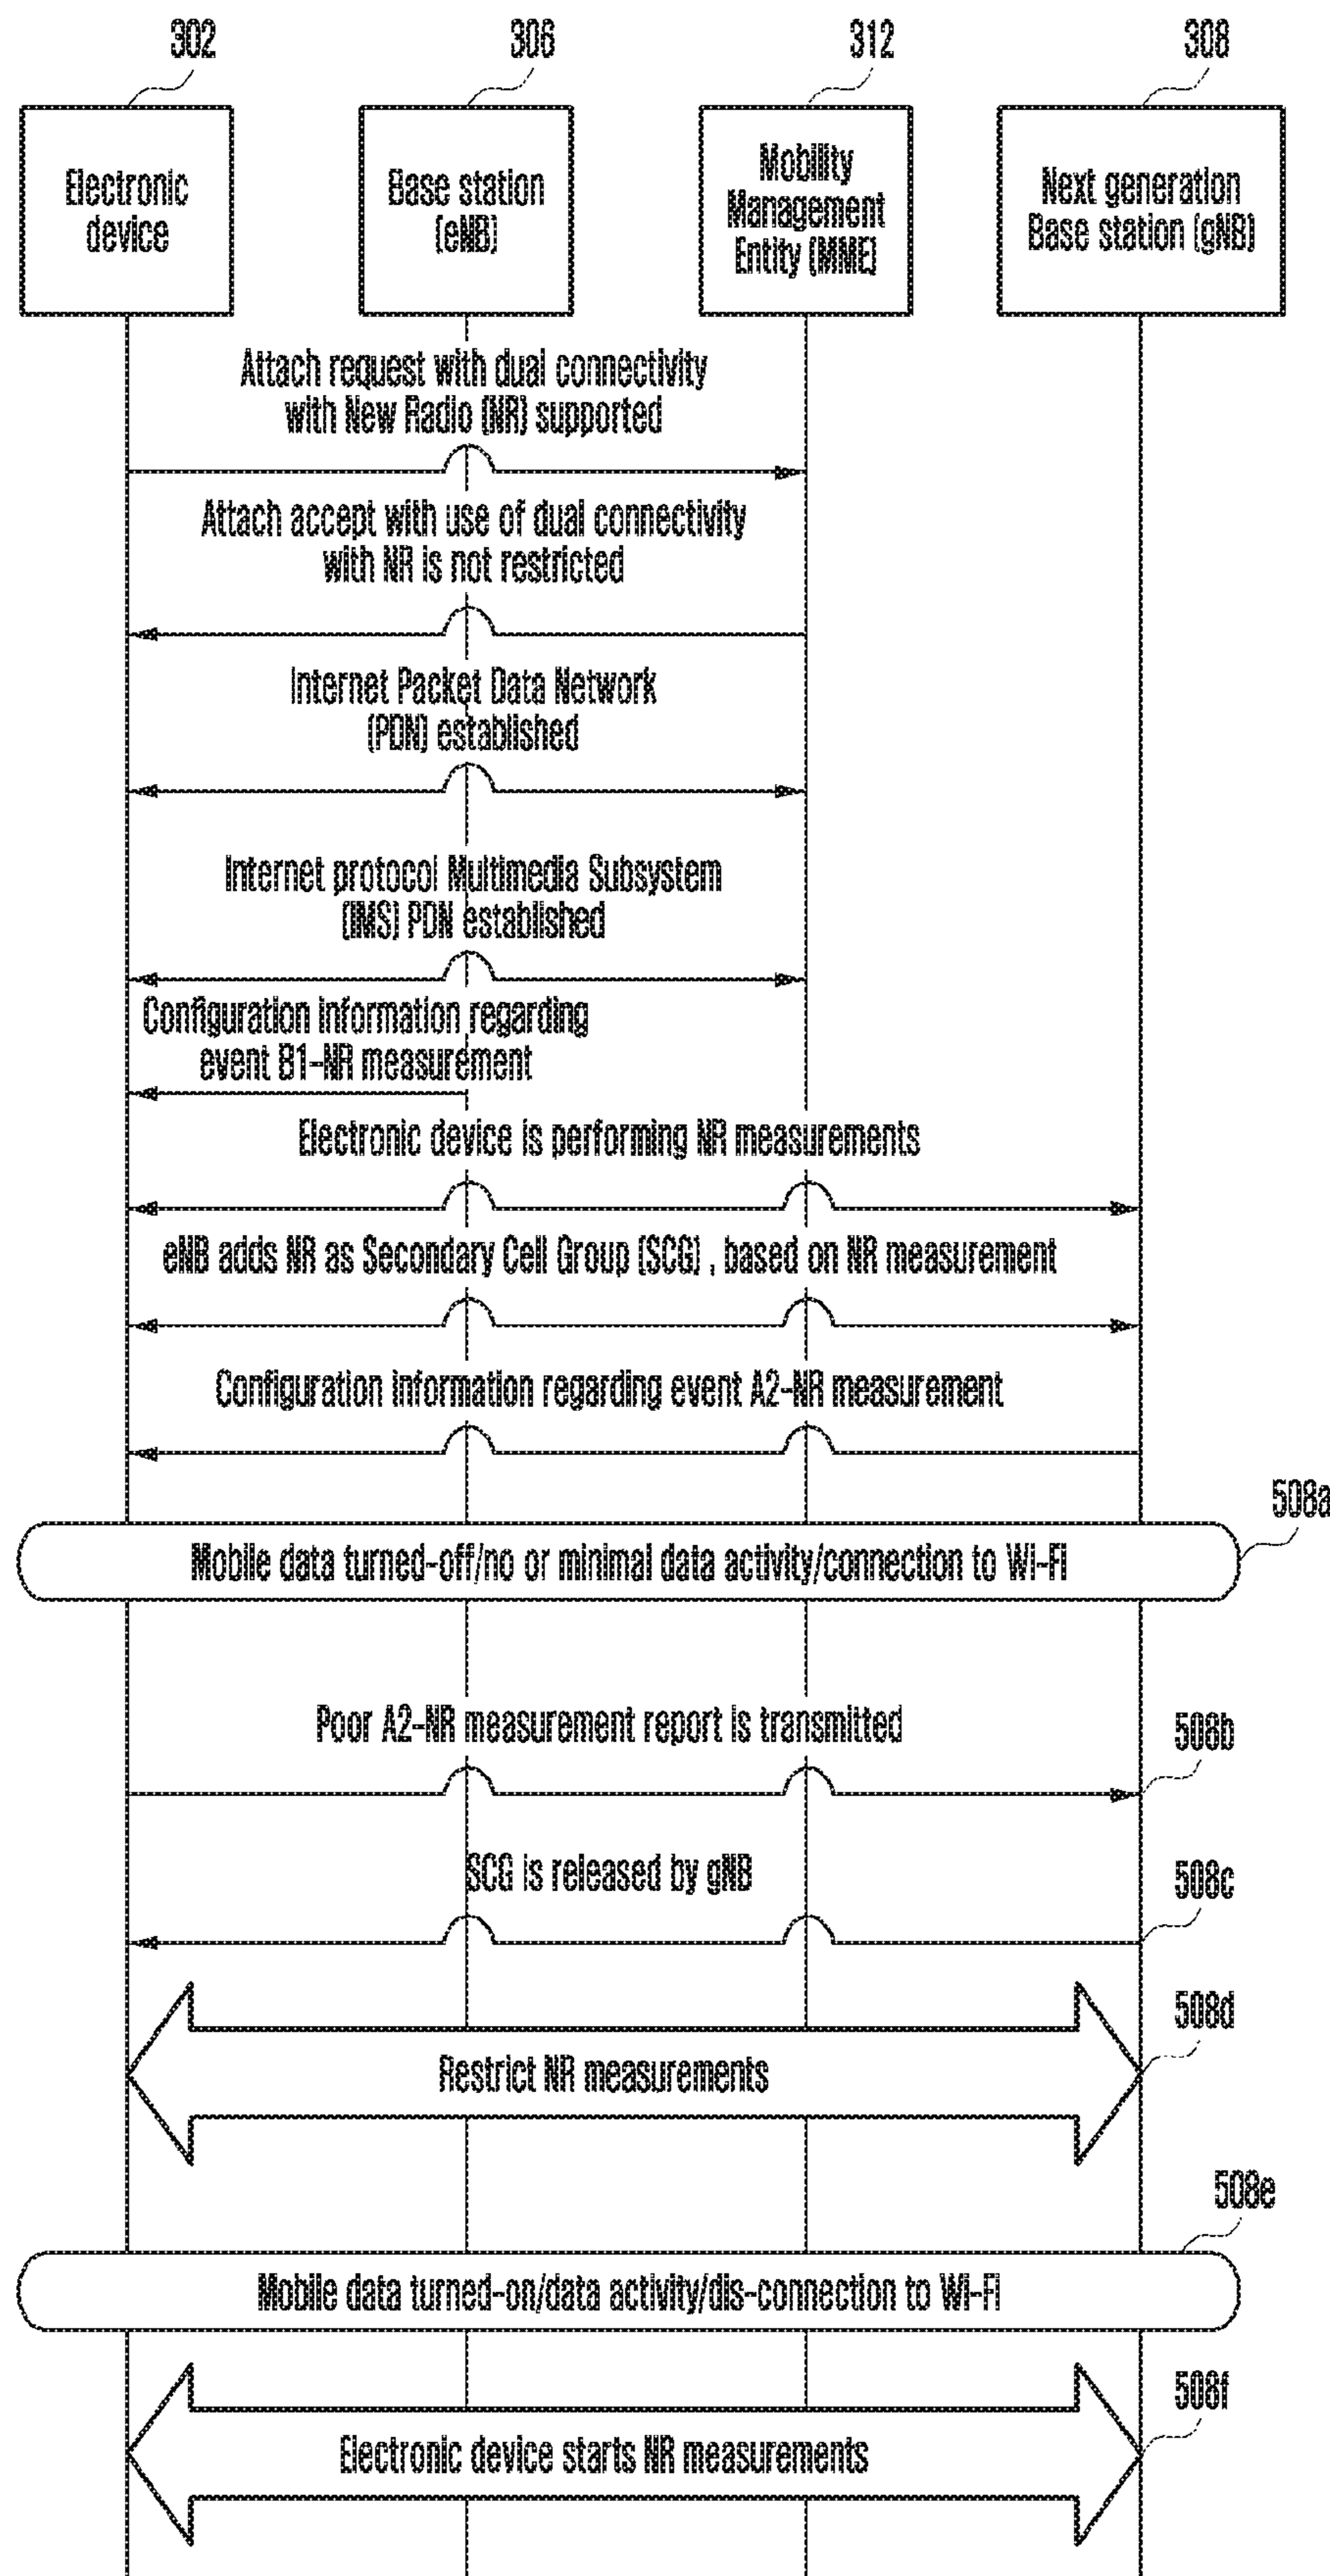 302
306
312
308
Electronic
device
Base station
(eNB)
Mobility
Management
Entity (MME)
Next generation
Base station (gNB)
Attach request with dual connectivity
with New Radio (NR) supported
Attach accept with use of dual connectivity
with NR is not restricted
Internet Packet Data Network
(PDN) established
Internet protocol Multimedia Subsystem
(IMS) PDN established
Configuration information regarding
event B1-NR measurement
Electronic device is performing NR measurements
eNB adds NR as Secondary Cell Group (SCG) , based on NR measurement
Configuration information regarding event A2-NR measurement
508a
Mobile data turned-off/no or minimal data activity/connection to Wi-Fi
Poor A2-NR measurement report is transmitted
508b
SCG is released by gNB
508c
508d
Restrict NR measurements
508e
Mobile data turned-on/data activity/dis-connection to Wi-Fi
508f
Electronic device starts NR measurements